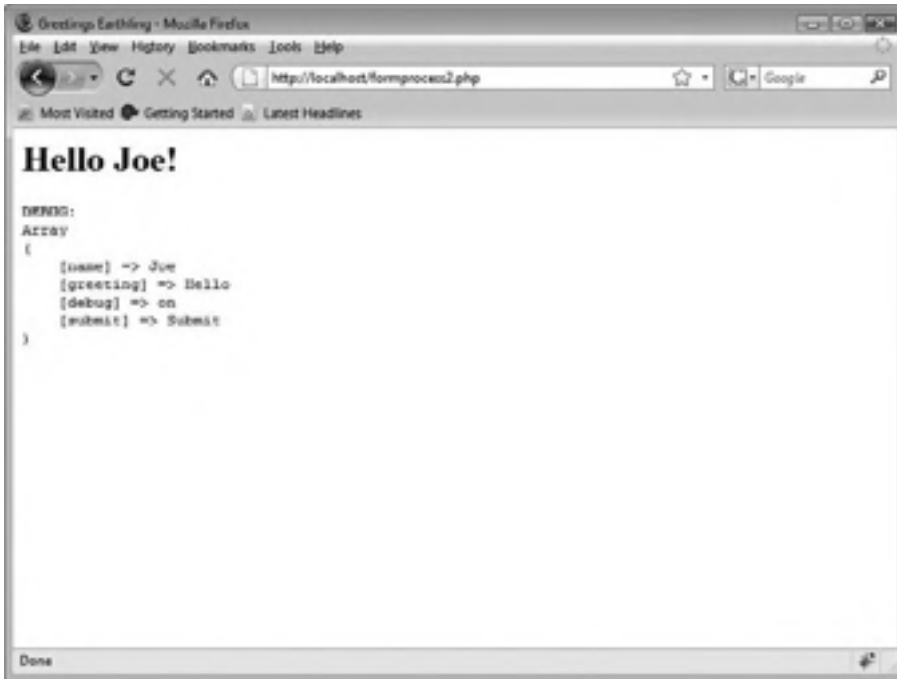 Greetings Earthling - Mozilla Firefox
File Edit View History Bookmarks Tools Help
http://localhost/formprocess2.php
Google
Most Visited Getting Started Latest Headlines
Hello Joe!
DEBUG:
Array
(
    [name] => Joe
    [greeting] => Hello
    [debug] => on
    [submit] => Submit
)
Done